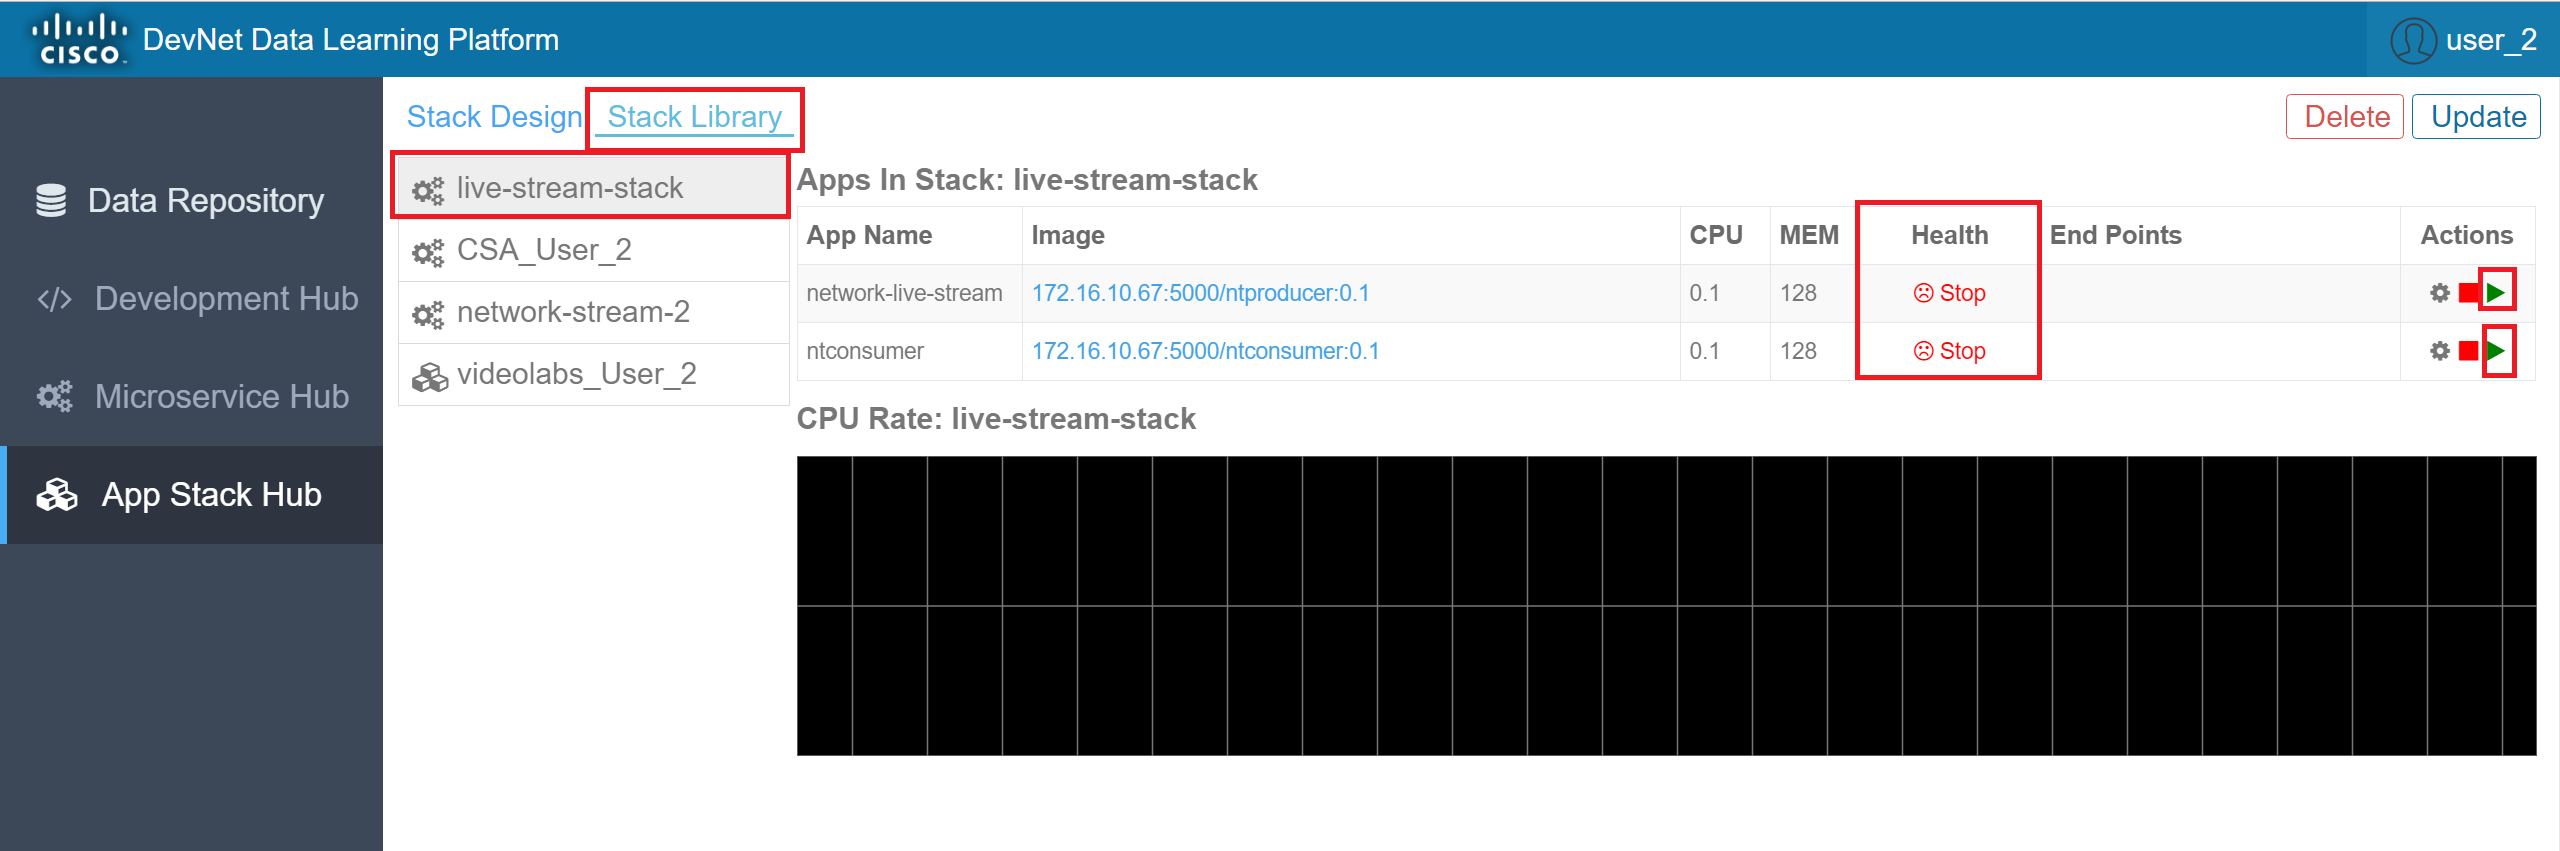 CISCO DevNet Data Learning Platform
user_2
Data Repository
Development Hub
Microservice Hub
App Stack Hub
Stack Design Stack Library
Delete Update
live-stream-stack
CSA_User_2
network-stream-2
videolabs_User_2
Apps In Stack: live-stream-stack
App Name Image CPU MEM Health End Points Actions
network-live-stream 172.16.10.67:5000/ntproducer:0.1 0.1 128 Stop
ntconsumer 172.16.10.67:5000/ntconsumer:0.1 0.1 128 Stop
CPU Rate: live-stream-stack